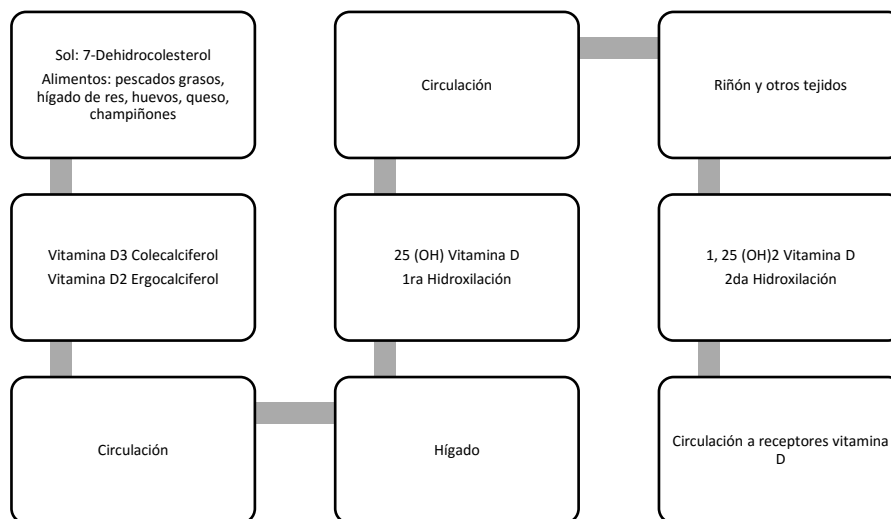 Sol: 7-Dehidrocolesterol
Alimentos: pescados grasos,
hígado de res, huevos, queso,
champiñones
Vitamina D3 Colecalciferol
Vitamina D2 Ergocalciferol
Circulación
Hígado
25 (OH) Vitamina D
1ra Hidroxilación
Circulación
Riñón y otros tejidos
1, 25 (OH)2 Vitamina D
2da Hidroxilación
Circulación a receptores vitamina
D